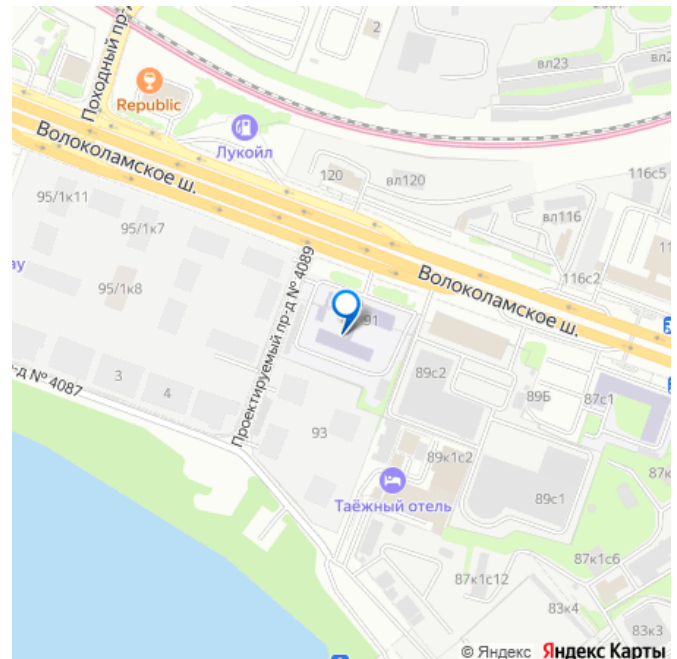 Походный пр-
2
вл23
Republic
Волоколамское ш.
Лукойл
120
вл120
116с5
95/1к11
вл116
95/1к7
116с2
ау
95/1к8
Проектируемый пр-д № 4089
Волоколамское ш.
91
-д № 4087
3
4
89с2
89Б
87с1
93
89к1с2
Таёжный отель
89с1
87к1с6
87к1с12
83к4
83к3
© Яндекс Яндекс Карты